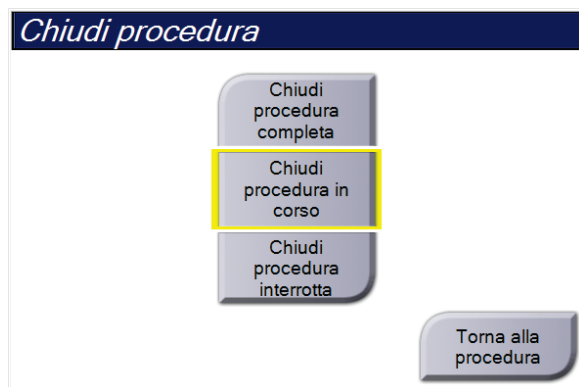 Chiudi procedura
Chiudi
procedura
completa
Chiudi
procedura in
corso
Chiudi
procedura
interrotta
Torna alla
procedura